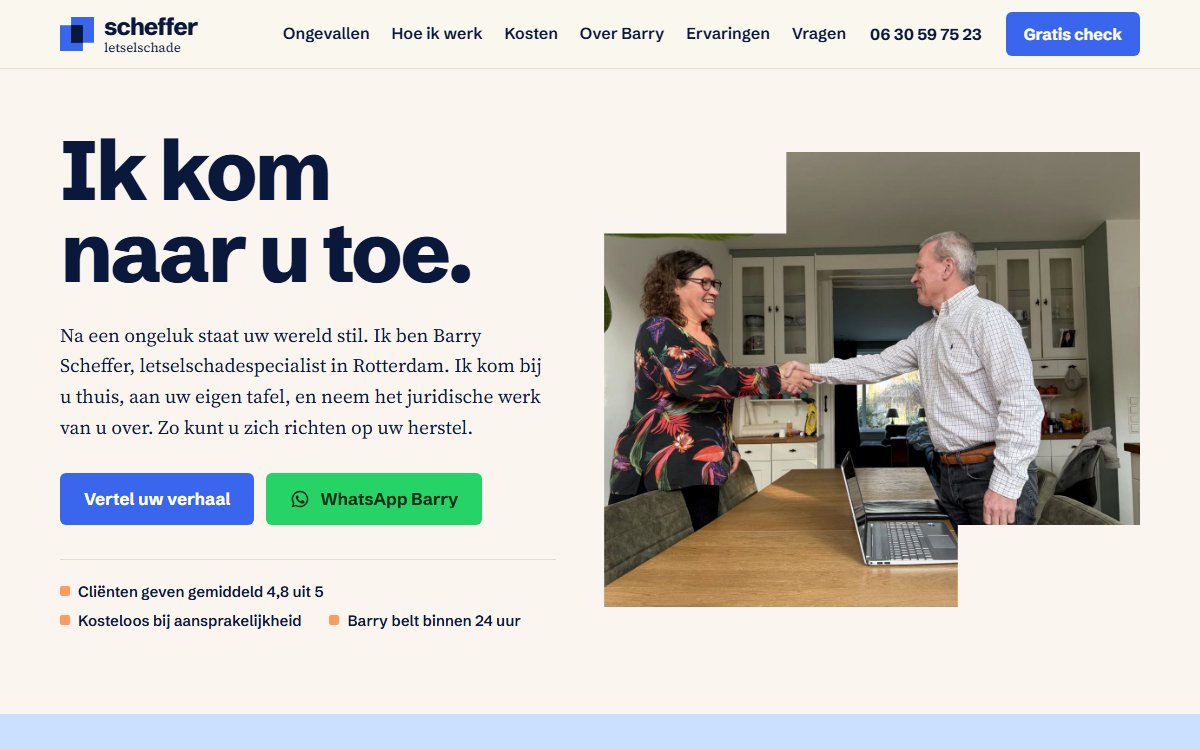 scheffer
letselschade
Ongevallen
Hoe ik werk
Kosten
Over Barry
Ervaringen
Vragen
06 30 59 75 23
Gratis check
Ik kom
naar u toe.
Na een ongeluk staat uw wereld stil. Ik ben Barry
Scheffer, letselschadespecialist in Rotterdam. Ik kom bij
u thuis, aan uw eigen tafel, en neem het juridische werk
van u over. Zo kunt u zich richten op uw herstel.
Vertel uw verhaal
WhatsApp Barry
Cliënten geven gemiddeld 4,8 uit 5
Kosteloos bij aansprakelijkheid
Barry belt binnen 24 uur